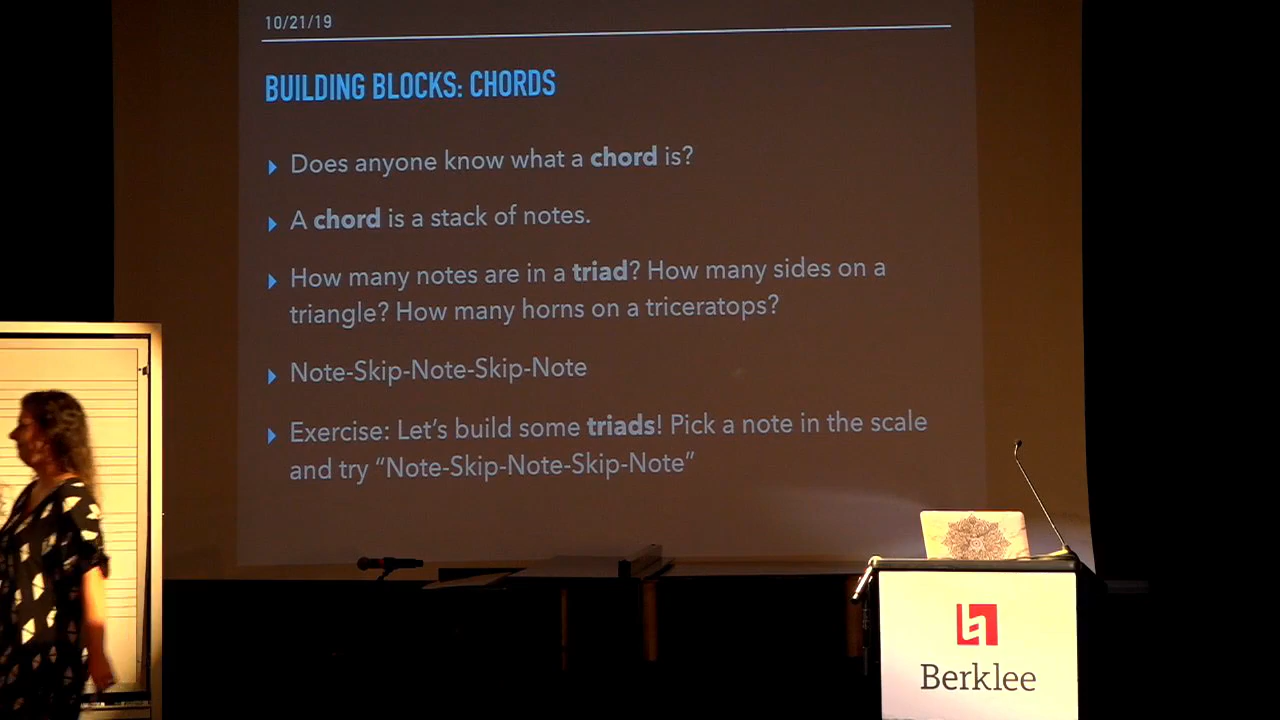 10/21/19
BUILDING BLOCKS: CHORDS
Does anyone know what a chord is?
A chord is a stack of notes.
How many notes are in a triad? How many sides on a
triangle? How many horns on a triceratops?
Note-Skip-Note-Skip-Note
Exercise: Let's build some triads! Pick a note in the scale
and try “Note-Skip-Note-Skip-Note”
Berklee